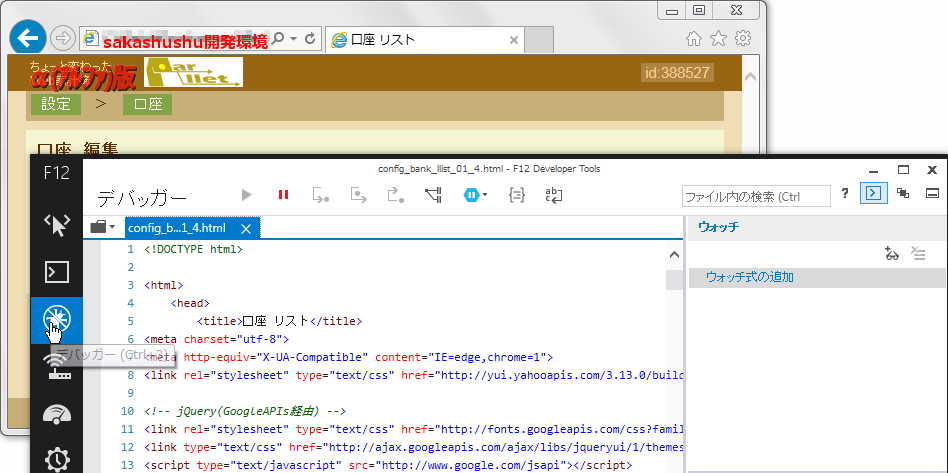 sakashushu開発環境
口座 リスト
ちょっと変わった
α(アルファ)版
Parllet
id:388527
設定 > 口座
口座 編集
F12
config_bank_llist_01_4.html - F12 Developer Tools
デバッガー
ファイル内の検索 (Ctrl
?
config_b...1_4.html
ウォッチ
ウォッチ式の追加
1 <!DOCTYPE html>
2
3 <html>
4 <head>
5 <title>口座 リスト</title>
6 <meta charset="utf-8">
7 <meta http-equiv="X-UA-Compatible" content="IE=edge,chrome=1">
デバッガー (Ctrl+3)
8 <link rel="stylesheet" type="text/css" href="http://yui.yahooapis.com/3.13.0/build
9
10 <!-- jQuery(GoogleAPIs経由) -->
11 <link rel="stylesheet" type="text/css" href="http://fonts.googleapis.com/css?famil
12 <link type="text/css" href="http://ajax.googleapis.com/ajax/libs/jqueryui/1/themes
13 <script type="text/javascript" src="http://www.google.com/jsapi"></script>